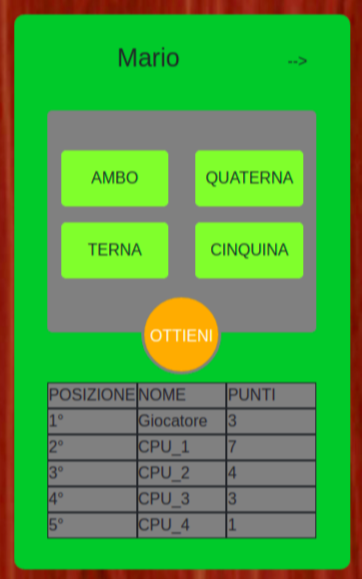 Mario -->
AMBO QUATERNA
TERNA CINQUINA
OTTIENI
POSIZIONE NOME PUNTI
1° Giocatore 3
2° CPU_1 7
3° CPU_2 4
4° CPU_3 3
5° CPU_4 1